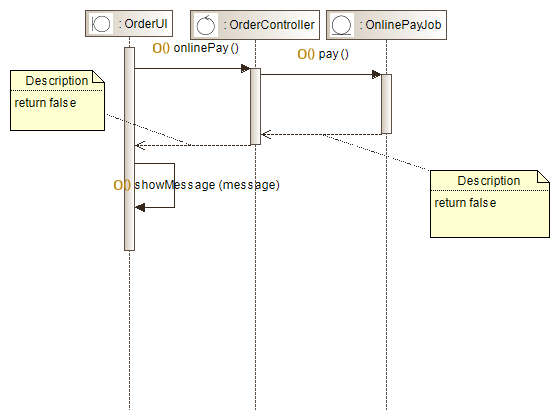 : OrderUI
: OrderController
: OnlinePayJob
O() onlinePay()
O() pay()
Description
return false
Description
return false
O() showMessage(message)